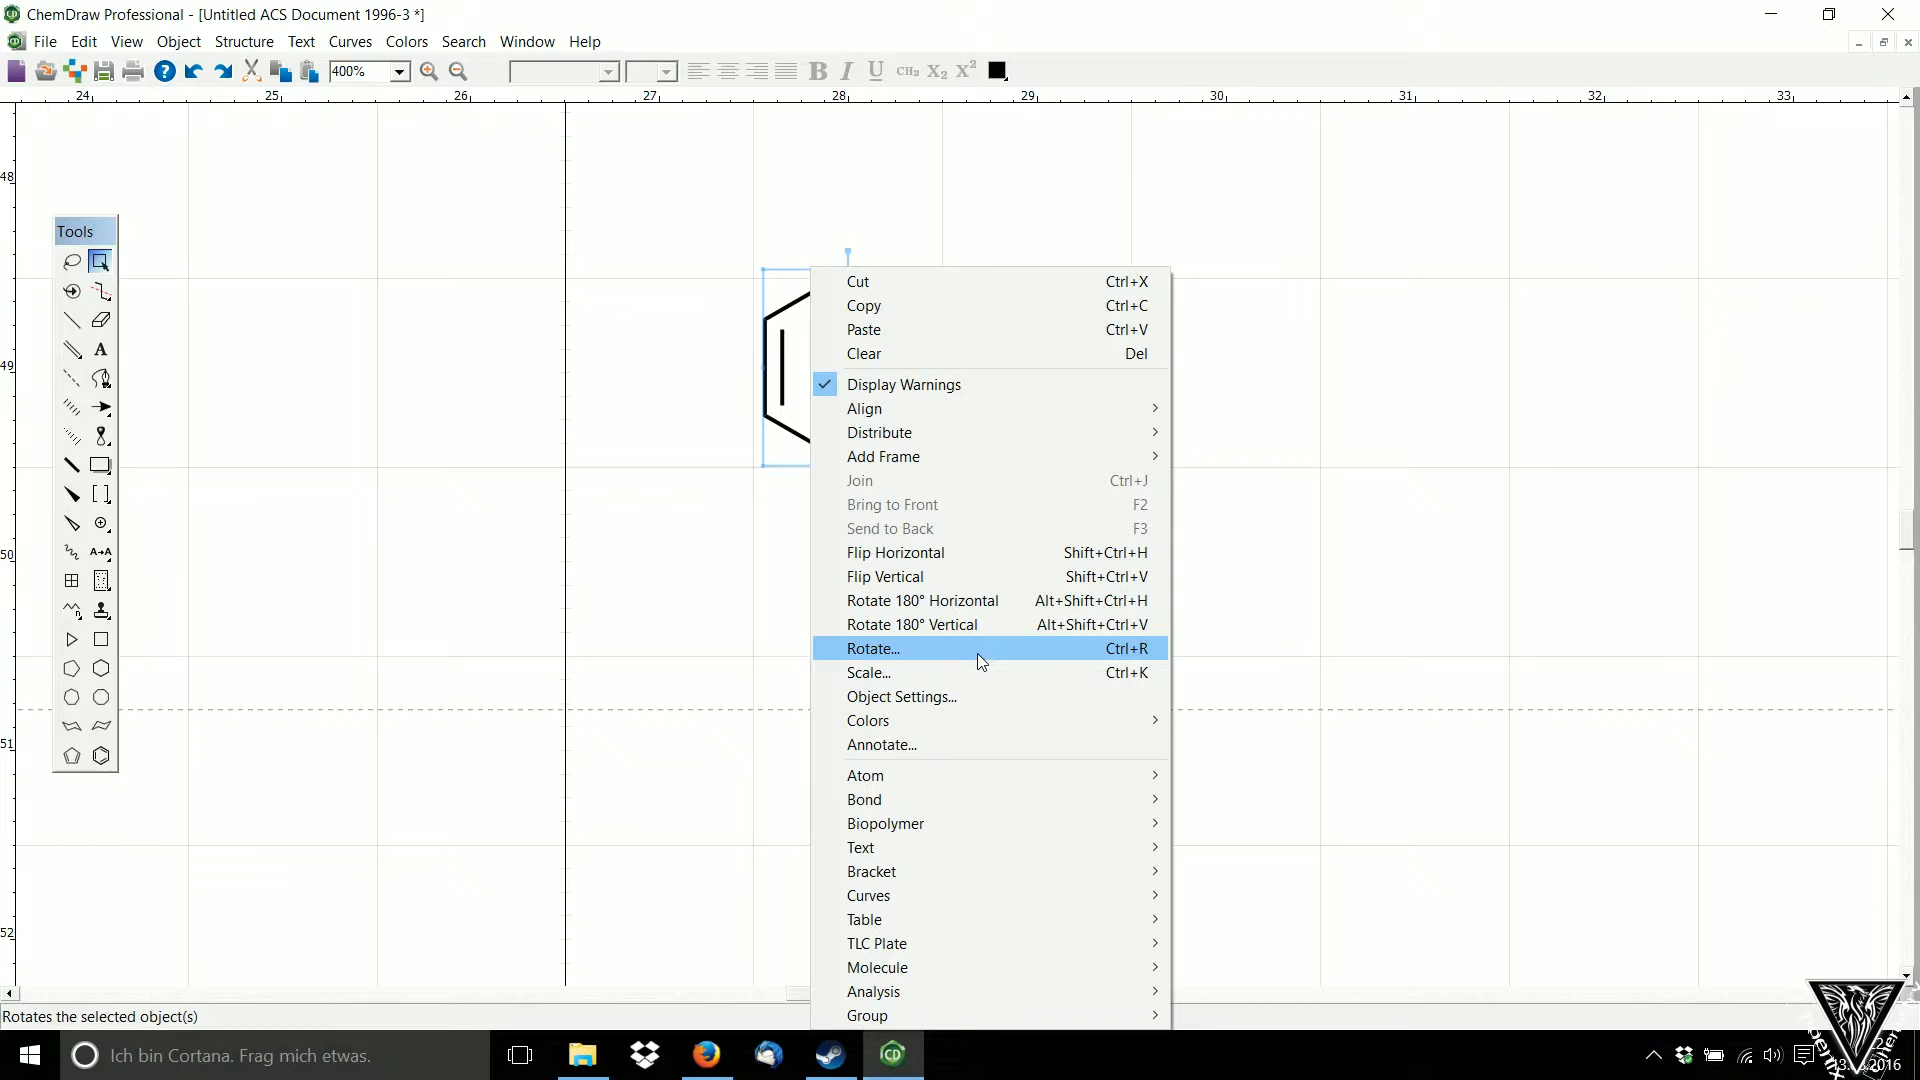 ChemDraw Professional - [Untitled ACS Document 1996-3 *]
File Edit View Object Structure Text Curves Colors Search Window Help
400% B I U CH₂ X₂ X²
24 25 26 27 28 29 30 31 32 33
48
49
50
51
52
Tools
A
A→A
Cut Ctrl+X
Copy Ctrl+C
Paste Ctrl+V
Clear Del
Display Warnings
Align
Distribute
Add Frame
Join Ctrl+J
Bring to Front F2
Send to Back F3
Flip Horizontal Shift+Ctrl+H
Flip Vertical Shift+Ctrl+V
Rotate 180° Horizontal Alt+Shift+Ctrl+H
Rotate 180° Vertical Alt+Shift+Ctrl+V
Rotate... Ctrl+R
Scale... Ctrl+K
Object Settings...
Colors
Annotate...
Atom
Bond
Biopolymer
Text
Bracket
Curves
Table
TLC Plate
Molecule
Analysis
Group
Rotates the selected object(s)
Ich bin Cortana. Frag mich etwas.
CD